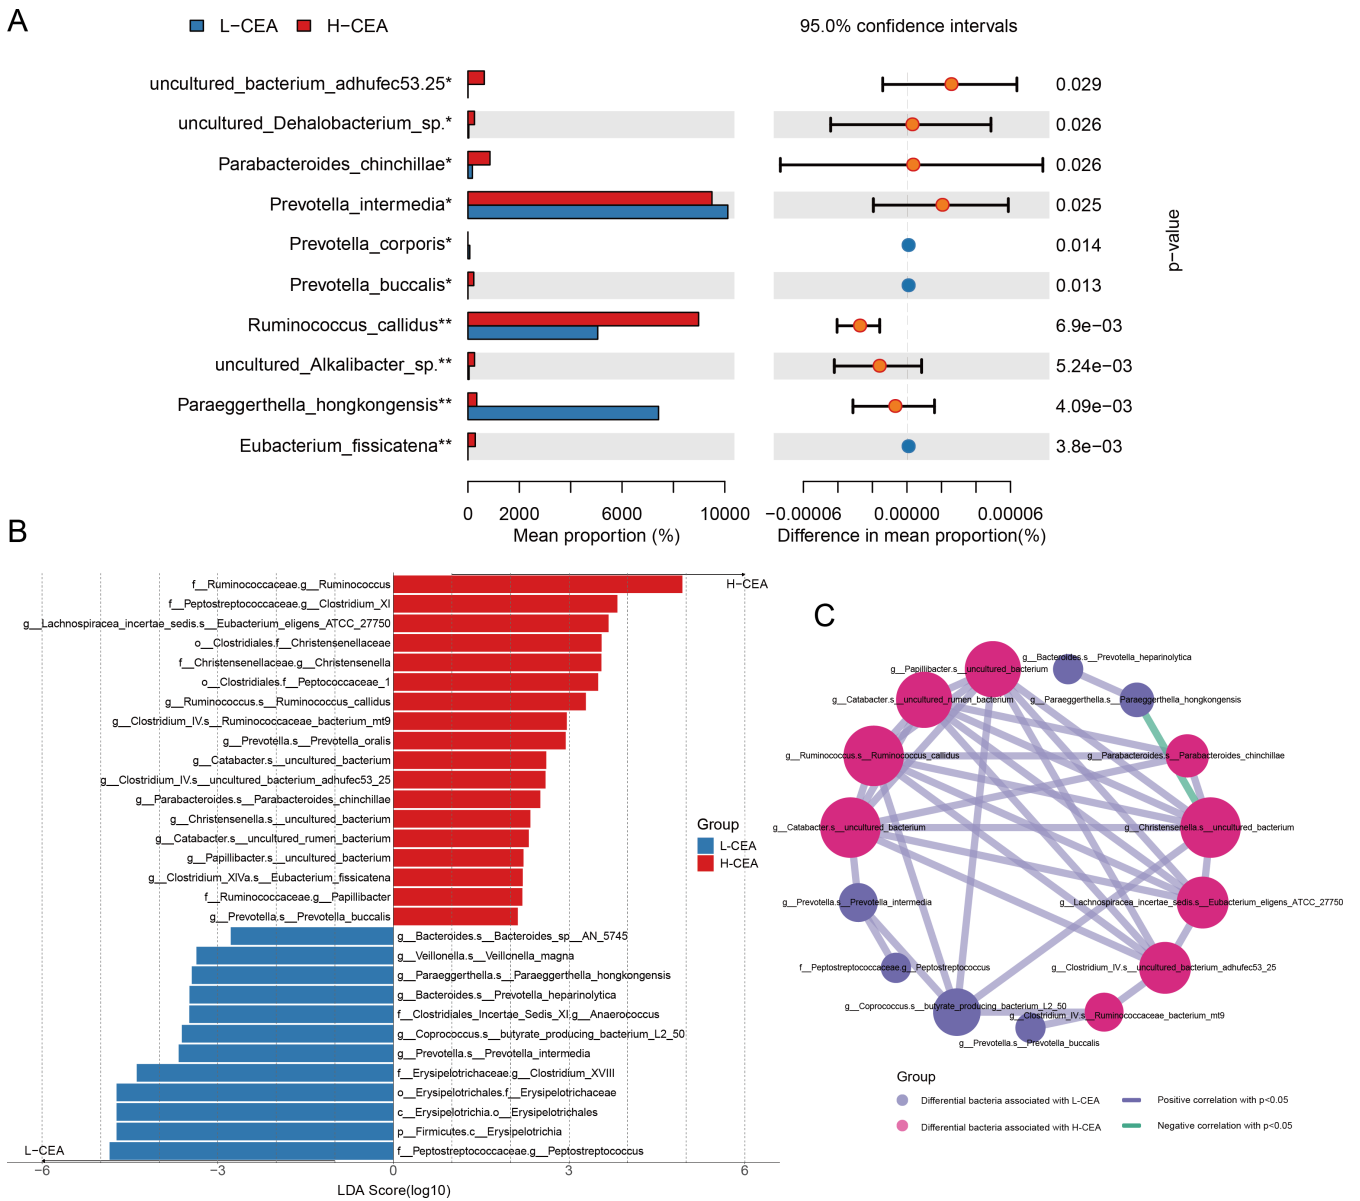 A
L−CEA H−CEA
95.0% confidence intervals
uncultured_bacterium_adhufec53.25* 0.029
uncultured_Dehalobacterium_sp.* 0.026
Parabacteroides_chinchillae* 0.026
Prevotella_intermedia* 0.025
Prevotella_corporis* 0.014
Prevotella_buccalis* 0.013
Ruminococcus_callidus** 6.9e−03
uncultured_Alkalibacter_sp.** 5.24e−03
Paraeggerthella_hongkongensis** 4.09e−03
Eubacterium_fissicatena** 3.8e−03
p−value
0 2000 6000 10000
Mean proportion (%)
−0.00006 0.00000 0.00006
Difference in mean proportion(%)
B
H−CEA
f__Ruminococcaceae.g__Ruminococcus
f__Peptostreptococcaceae.g__Clostridium_XI
g__Lachnospiracea_incertae_sedis.s__Eubacterium_eligens_ATCC_27750
o__Clostridiales.f__Christensenellaceae
f__Christensenellaceae.g__Christensenella
o__Clostridiales.f__Peptococcaceae_1
g__Ruminococcus.s__Ruminococcus_callidus
g__Clostridium_IV.s__Ruminococcaceae_bacterium_mt9
g__Prevotella.s__Prevotella_oralis
g__Catabacter.s__uncultured_bacterium
g__Clostridium_IV.s__uncultured_bacterium_adhufec53_25
g__Parabacteroides.s__Parabacteroides_chinchillae
g__Christensenella.s__uncultured_bacterium
g__Catabacter.s__uncultured_rumen_bacterium
g__Papillibacter.s__uncultured_bacterium
g__Clostridium_XIVa.s__Eubacterium_fissicatena
f__Ruminococcaceae.g__Papillibacter
g__Prevotella.s__Prevotella_buccalis
g__Bacteroides.s__Bacteroides_sp__AN_5745
g__Veillonella.s__Veillonella_magna
g__Paraeggerthella.s__Paraeggerthella_hongkongensis
g__Bacteroides.s__Prevotella_heparinolytica
f__Clostridiales_Incertae_Sedis_XI.g__Anaerococcus
g__Coprococcus.s__butyrate_producing_bacterium_L2_50
g__Prevotella.s__Prevotella_intermedia
f__Erysipelotrichaceae.g__Clostridium_XVIII
o__Erysipelotrichales.f__Erysipelotrichaceae
c__Erysipelotrichia.o__Erysipelotrichales
p__Firmicutes.c__Erysipelotrichia
f__Peptostreptococcaceae.g__Peptostreptococcus
L−CEA
−6 −3 0 3 6
LDA Score(log10)
Group
L−CEA
H−CEA
C
g__Bacteroides.s__Prevotella_heparinolytica
g__Papillibacter.s__uncultured_bacterium
g__Catabacter.s__uncultured_rumen_bacterium
g__Paraeggerthella.s__Paraeggerthella_hongkongensis
g__Ruminococcus.s__Ruminococcus_callidus
g__Parabacteroides.s__Parabacteroides_chinchillae
g__Catabacter.s__uncultured_bacterium
g__Christensenella.s__uncultured_bacterium
g__Prevotella.s__Prevotella_intermedia
g__Lachnospiracea_incertae_sedis.s__Eubacterium_eligens_ATCC_27750
f__Peptostreptococcaceae.g__Peptostreptococcus
g__Clostridium_IV.s__uncultured_bacterium_adhufec53_25
g__Coprococcus.s__butyrate_producing_bacterium_L2_50
g__Clostridium_IV.s__Ruminococcaceae_bacterium_mt9
g__Prevotella.s__Prevotella_buccalis
Group
Differential bacteria associated with L-CEA
Positive correlation with p<0.05
Differential bacteria associated with H-CEA
Negative correlation with p<0.05